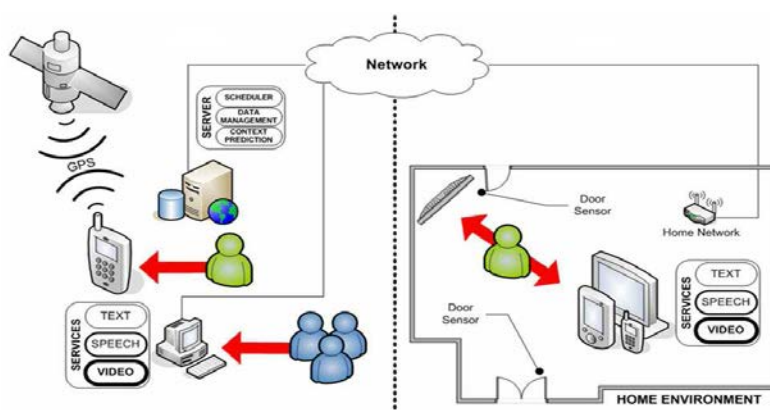 Network
SERVER
SCHEDULER
DATA
MANAGEMENT
CONTEXT
PREDICTION
GPS
SERVICES
TEXT
SPEECH
VIDEO
Door
Sensor
Home Network
Door
Sensor
SERVICES
TEXT
SPEECH
VIDEO
HOME ENVIRONMENT